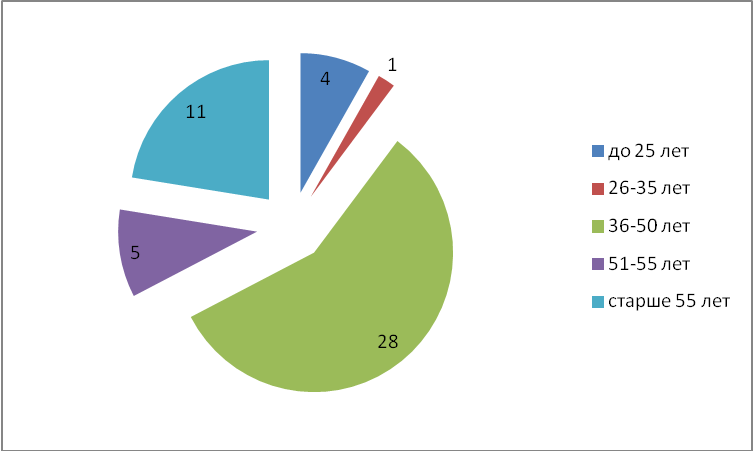 4
1
28
5
11
до 25 лет
26-35 лет
36-50 лет
51-55 лет
старше 55 лет